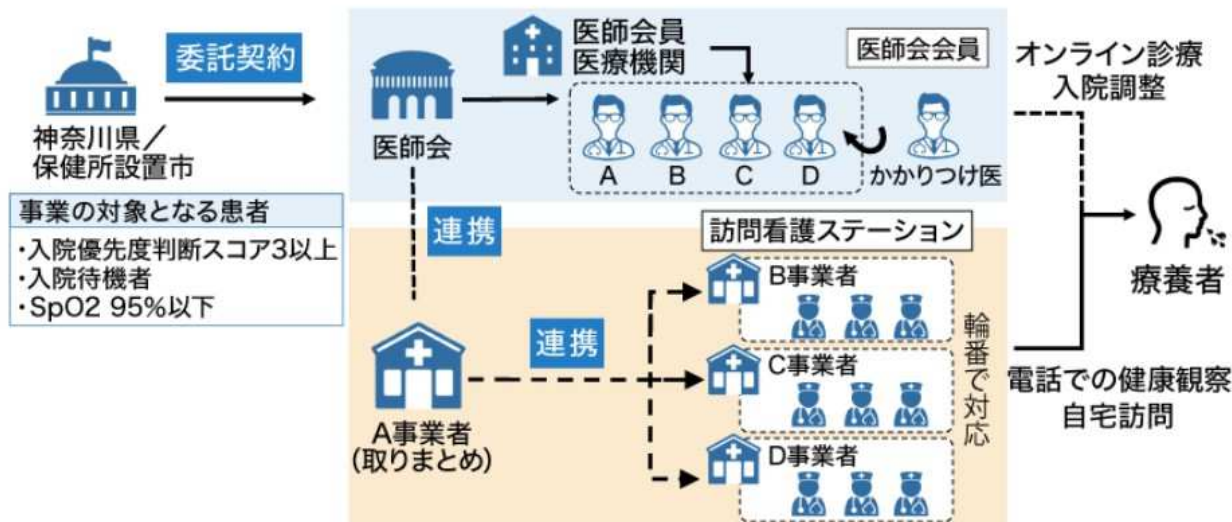 委託契約
神奈川県／
保健所設置市
事業の対象となる患者
・入院優先度判断スコア3以上
・入院待機者
・SpO2 95%以下
医師会
医師会員
医療機関
医師会会員
A
B
C
D
かかりつけ医
連携
訪問看護ステーション
A事業者
(取りまとめ)
連携
B事業者
C事業者
D事業者
輪番で対応
オンライン診療
入院調整
療養者
電話での健康観察
自宅訪問